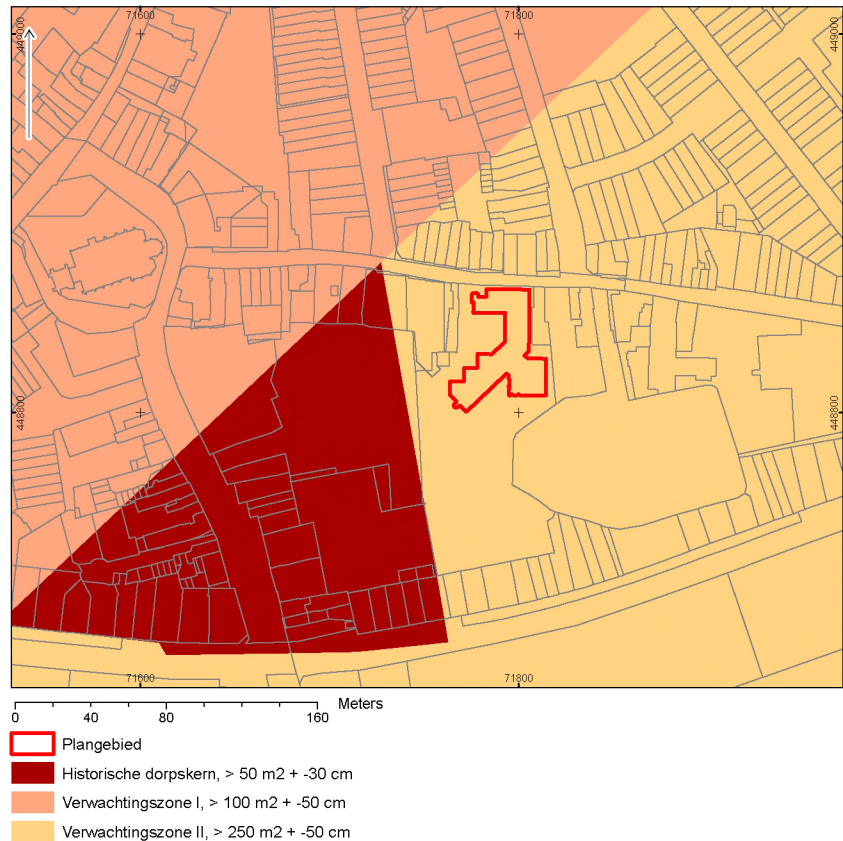 71600 71800
449000 449000
448800 448800
71600 71800
0 40 80 160 Meters
Plangebied
Historische dorpskern, > 50 m2 + -30 cm
Verwachtingszone I, > 100 m2 + -50 cm
Verwachtingszone II, > 250 m2 + -50 cm